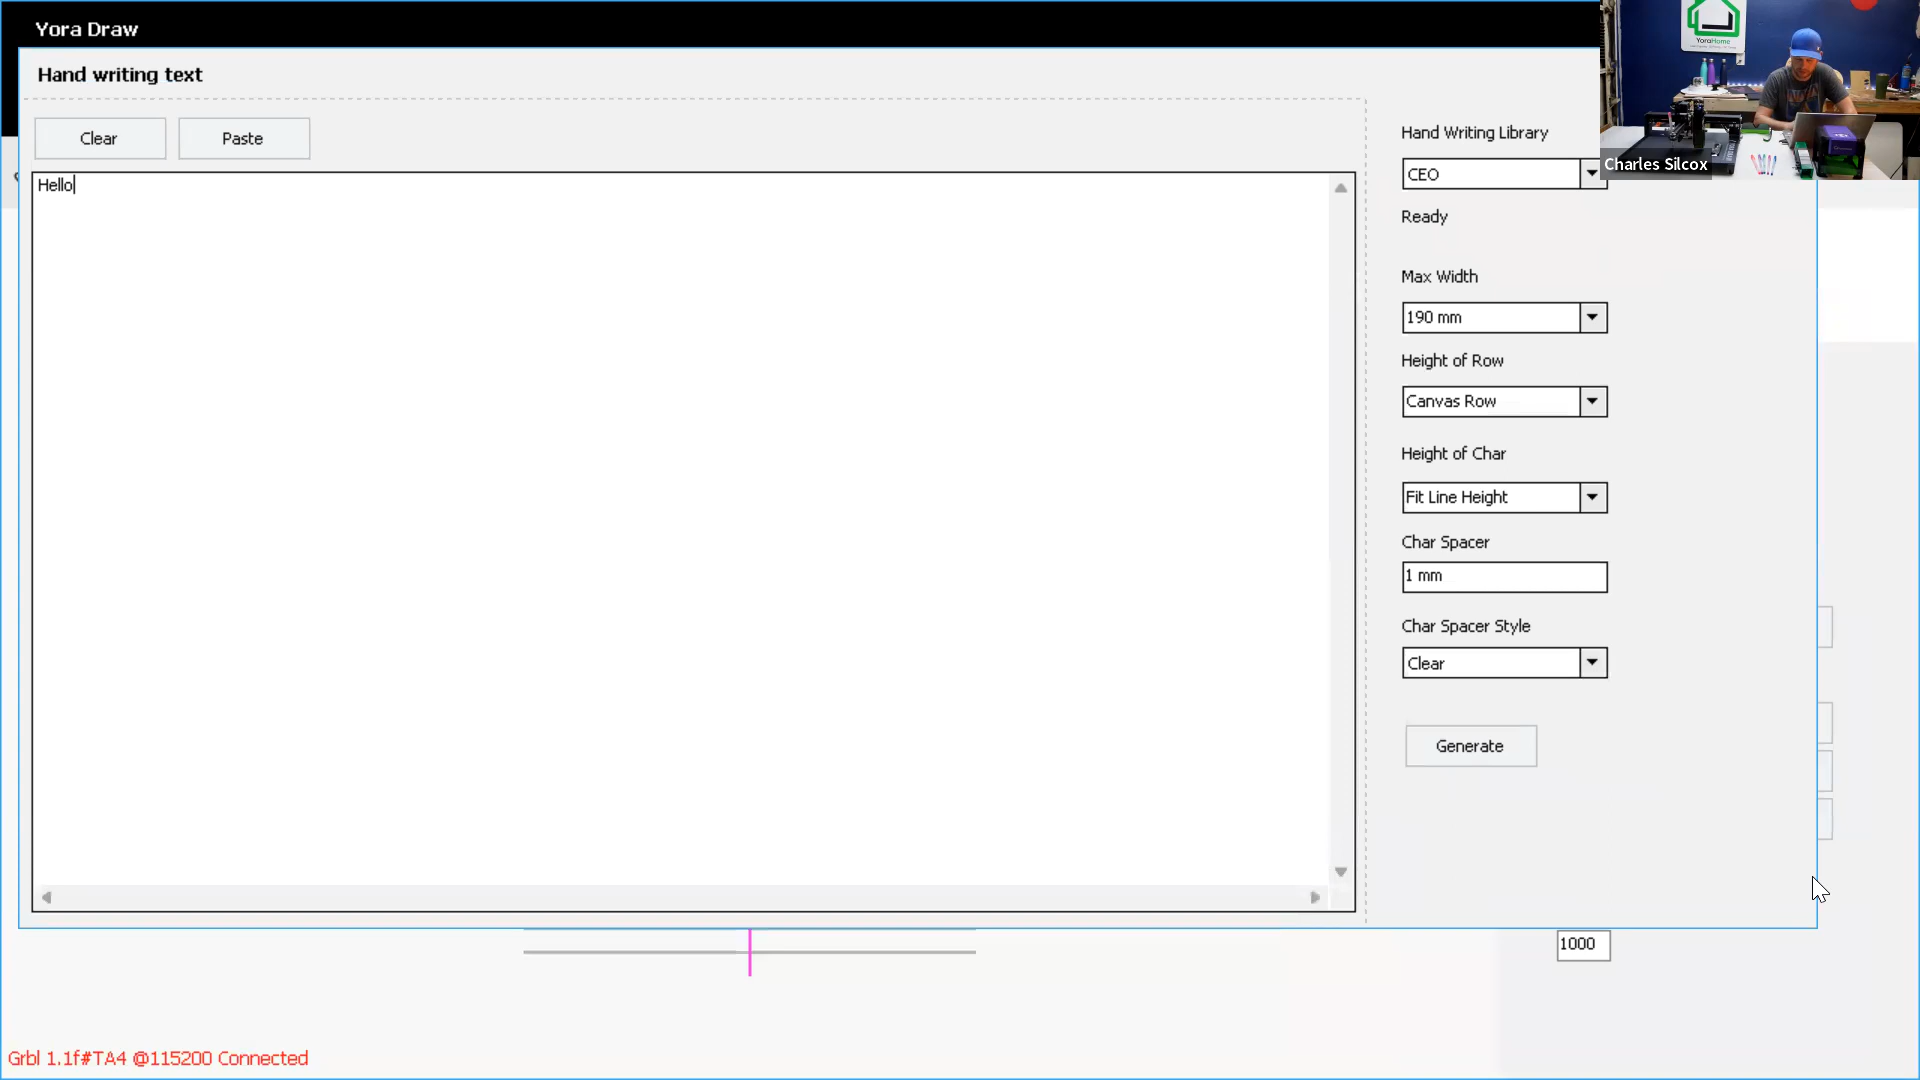 Yora Draw
Hand writing text
Clear
Paste
Hello
Hand Writing Library
CEO
Ready
Max Width
190 mm
Height of Row
Canvas Row
Height of Char
Fit Line Height
Char Spacer
1 mm
Char Spacer Style
Clear
Generate
1000
Grbl 1.1f#TA4 @115200 Connected
YoraHome
Charles Silcox